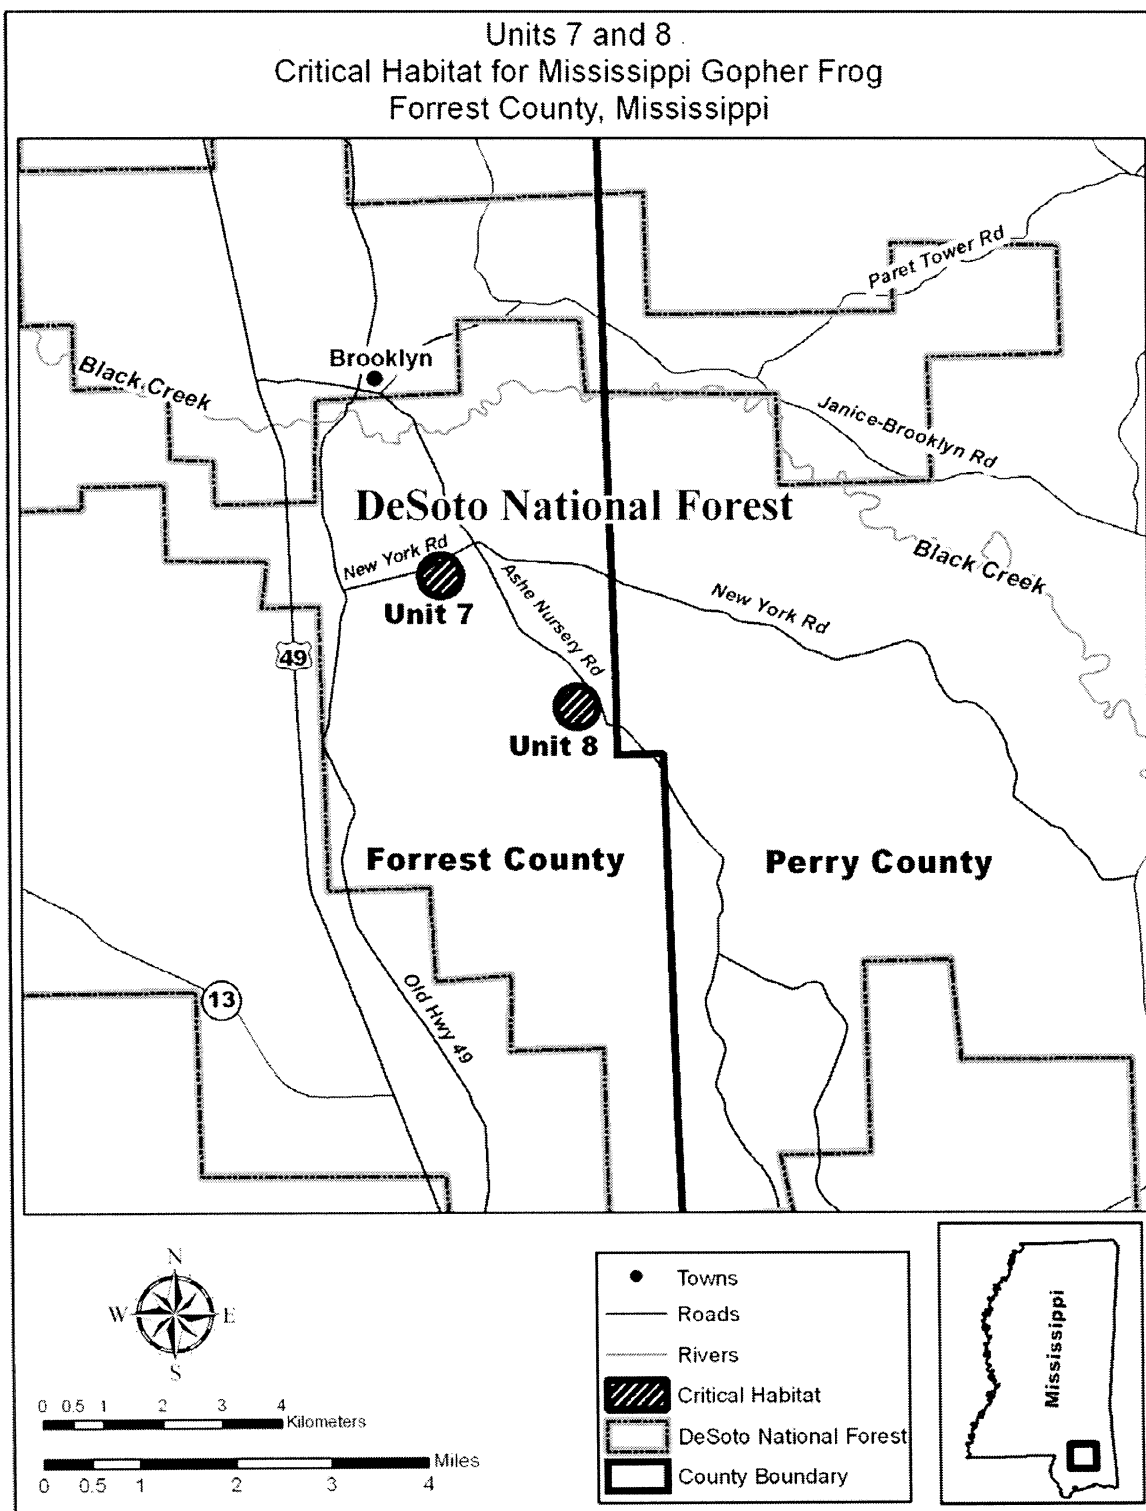 Units 7 and 8
Critical Habitat for Mississippi Gopher Frog
Forrest County, Mississippi
Paret Tower Rd
Brooklyn
Black Creek
Janice-Brooklyn Rd
DeSoto National Forest
New York Rd
Black Creek
Ashe Nursery Rd
New York Rd
Unit 7
49
Unit 8
Forrest County
Perry County
13
Old Hwy 49
N
W
E
S
0 0.5 1 2 3 4
Kilometers
Miles
0 0.5 1 2 3 4
Towns
Roads
Rivers
Critical Habitat
DeSoto National Forest
County Boundary
Mississippi